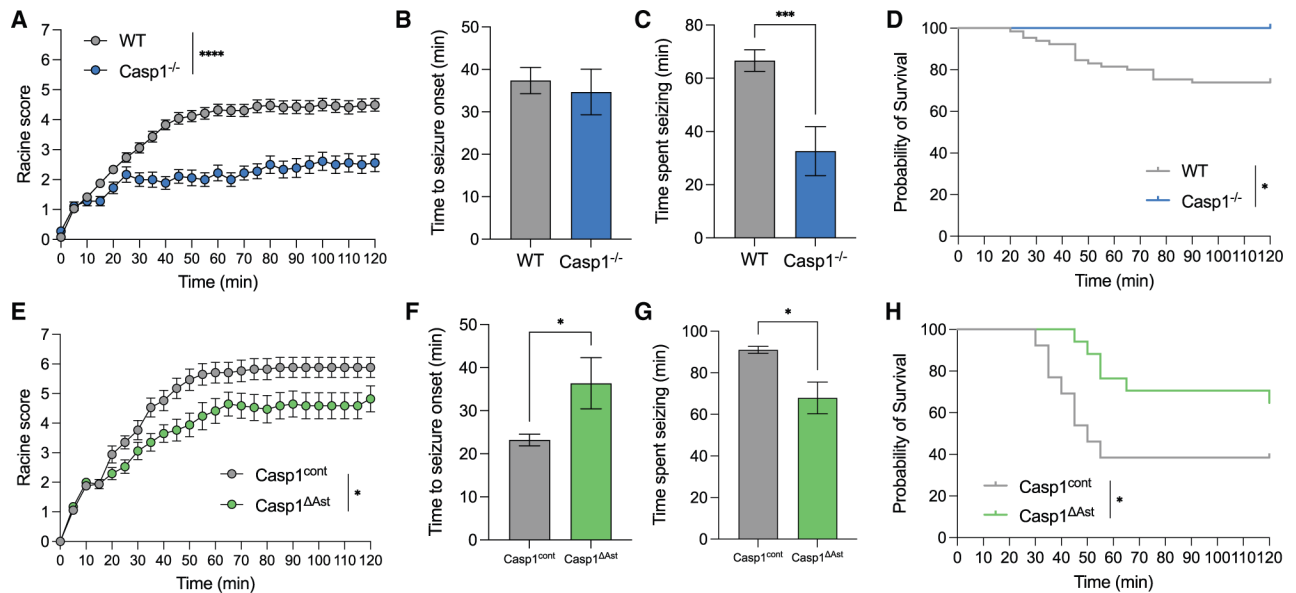 A
Racine score
7
6
5
4
3
2
1
0
WT
Casp1-/-
****
0 10 20 30 40 50 60 70 80 90 100 110 120
Time (min)
B
Time to seizure onset (min)
50
40
30
20
10
0
WT Casp1-/-
C
Time spent seizing (min)
80
60
40
20
0
***
WT Casp1-/-
D
Probability of Survival
100
80
60
40
20
0
WT
Casp1-/-
*
0 10 20 30 40 50 60 70 80 90 100 110 120
Time (min)
E
Racine score
7
6
5
4
3
2
1
0
Casp1cont
Casp1ΔAst
*
0 10 20 30 40 50 60 70 80 90 100 110 120
Time (min)
F
Time to seizure onset (min)
50
40
30
20
10
0
*
Casp1cont Casp1ΔAst
G
Time spent seizing (min)
100
80
60
40
20
0
*
Casp1cont Casp1ΔAst
H
Probability of Survival
100
80
60
40
20
0
Casp1cont
Casp1ΔAst
*
0 10 20 30 40 50 60 70 80 90 100 110 120
Time (min)